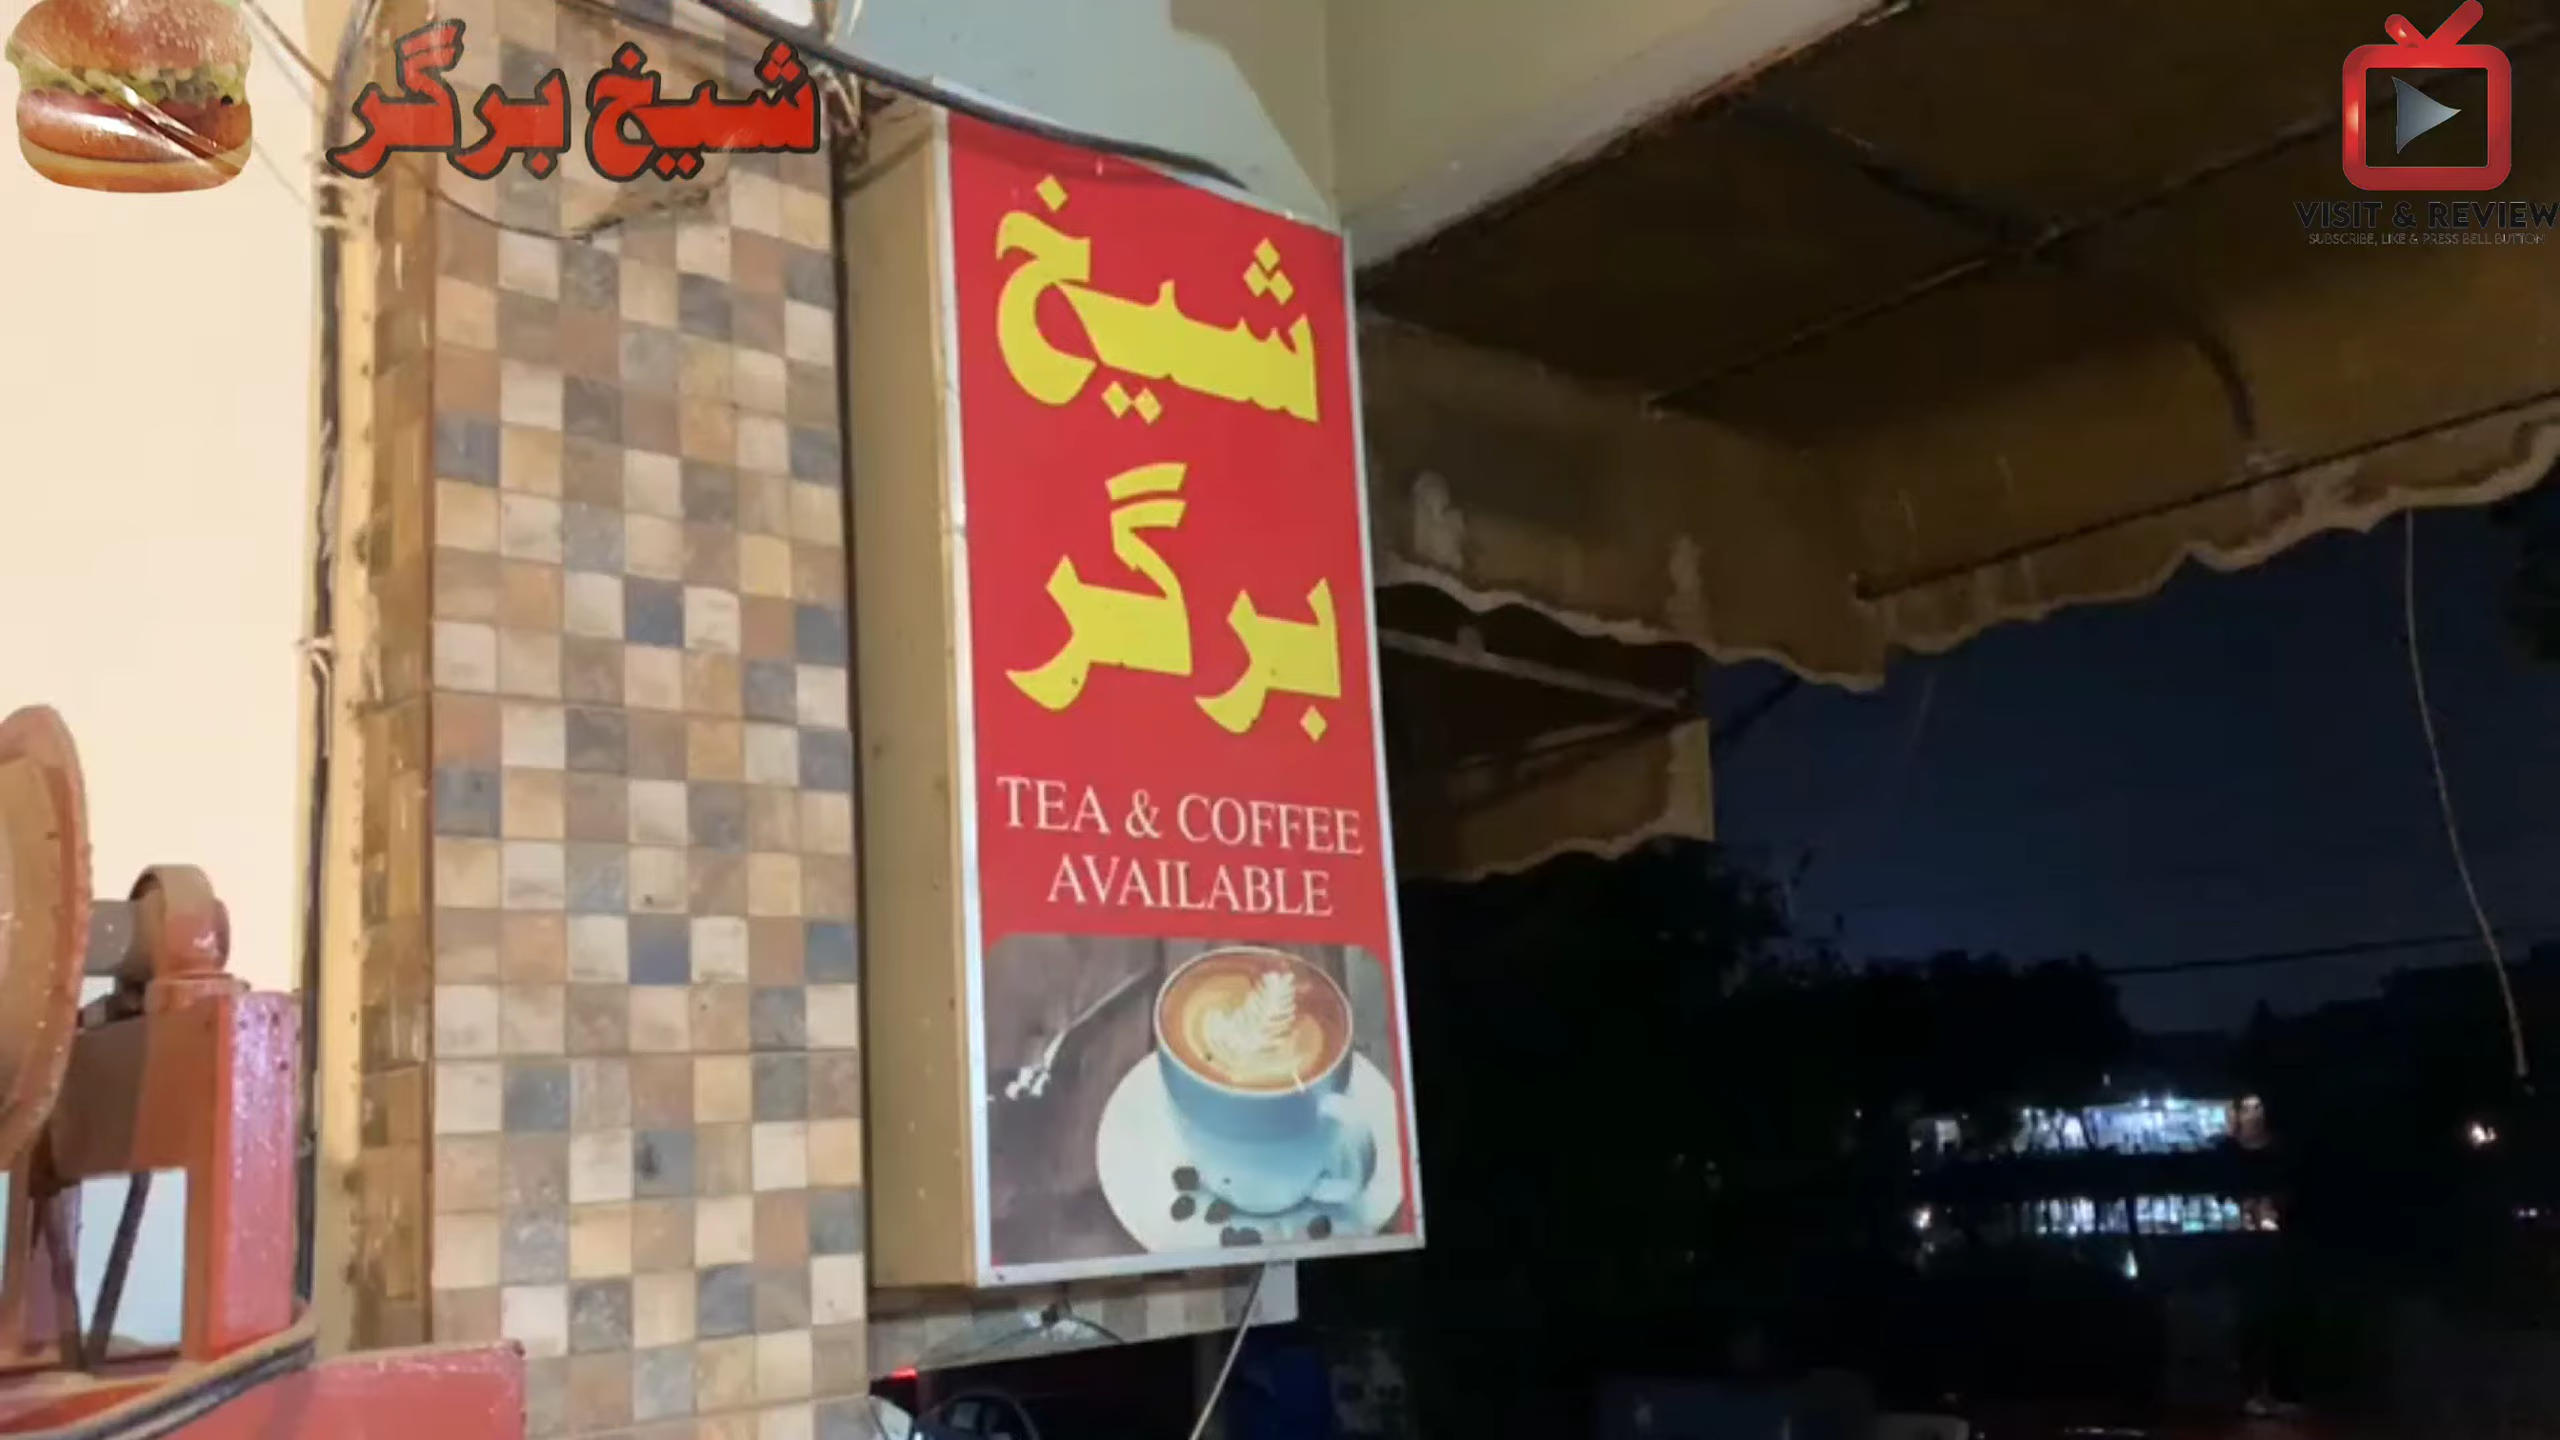 شیخ برگر
VISIT & REVIEW
SUBSCRIBE, LIKE & PRESS BELL BUTTON
شیخ
برگر
TEA & COFFEE
AVAILABLE